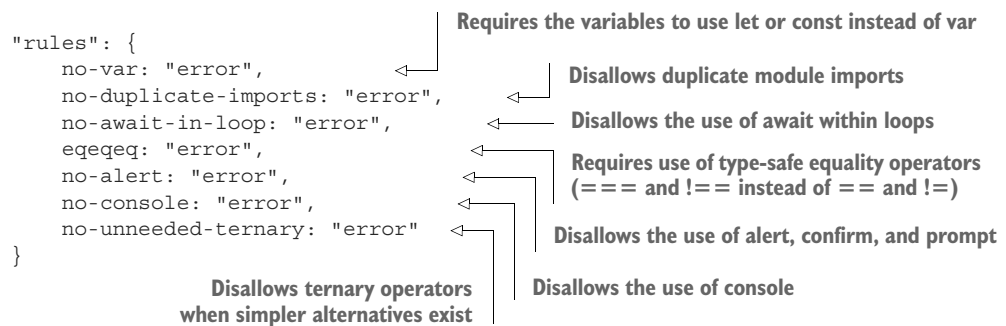 Requires the variables to use let or const instead of var
"rules": {
    no-var: "error",
    no-duplicate-imports: "error",
Disallows duplicate module imports
    no-await-in-loop: "error",
Disallows the use of await within loops
    eqeqeq: "error",
Requires use of type-safe equality operators
(=== and !== instead of == and !=)
    no-alert: "error",
    no-console: "error",
    no-unneeded-ternary: "error"
Disallows the use of alert, confirm, and prompt
}
Disallows ternary operators
when simpler alternatives exist
Disallows the use of console